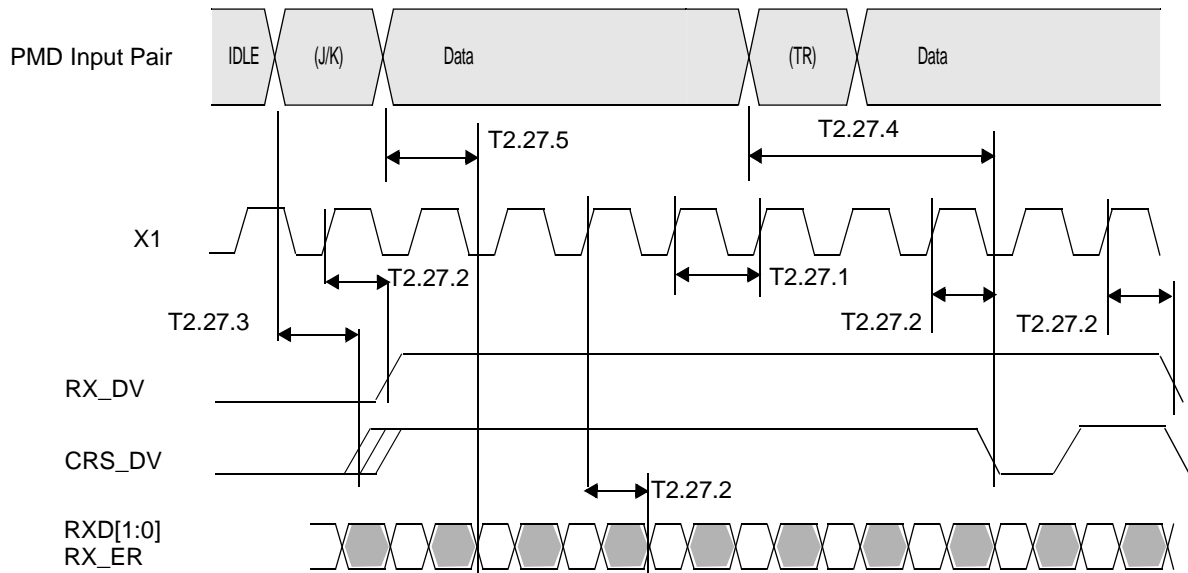 PMD Input Pair
IDLE
(J/K)
Data
(TR)
Data
T2.27.5
T2.27.4
X1
T2.27.2
T2.27.1
T2.27.3
T2.27.2
T2.27.2
RX_DV
CRS_DV
T2.27.2
RXD[1:0]
RX_ER